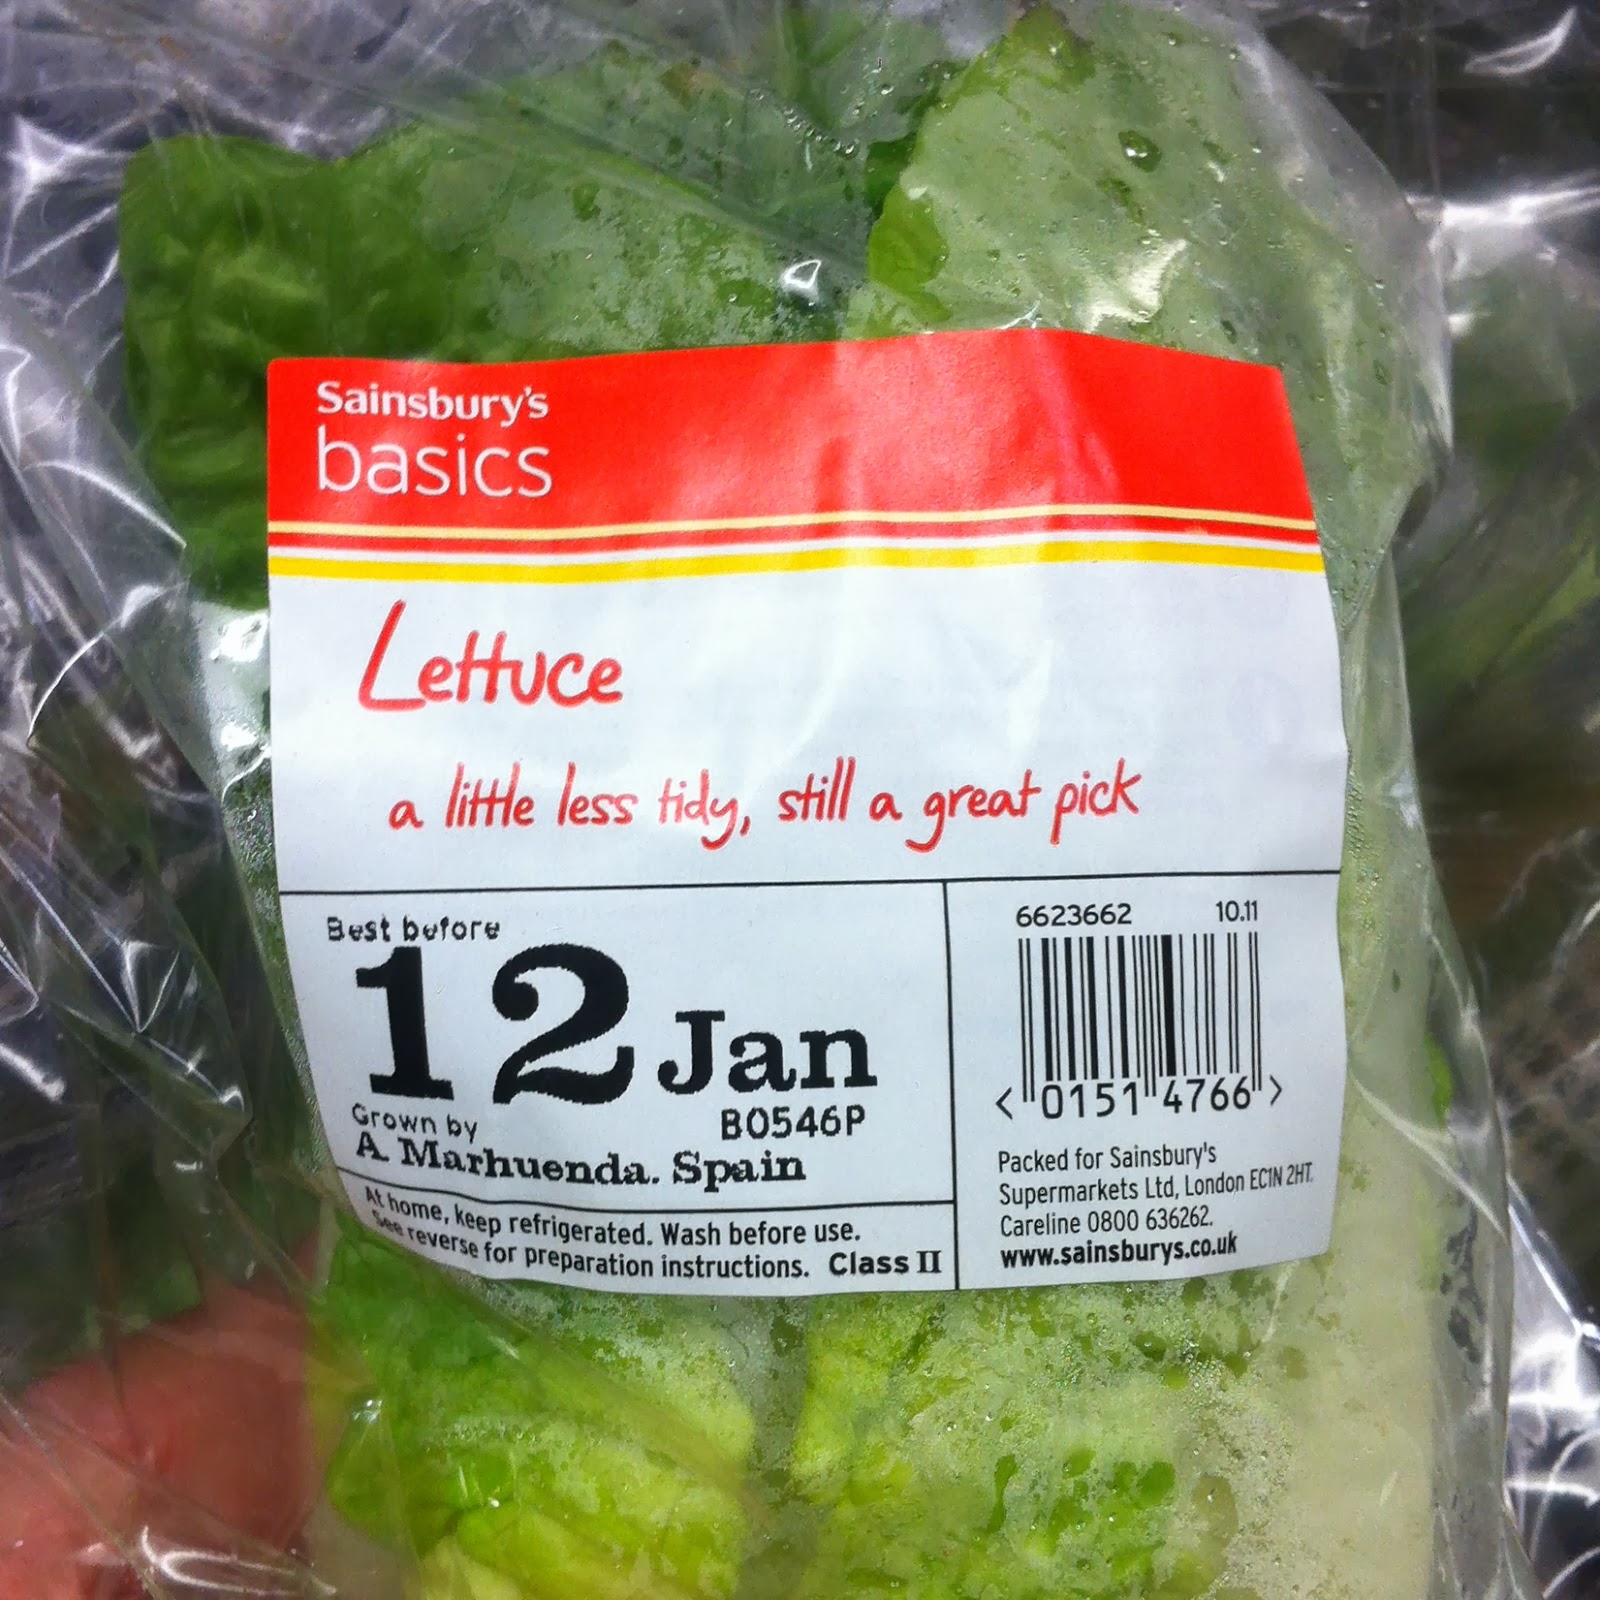 Sainsbury's
basics
Lettuce
a little less tidy, still a great pick
Best before
12 Jan
Grown by B0546P
A. Marhuenda. Spain
At home, keep refrigerated. Wash before use.
See reverse for preparation instructions. Class II
6623662 10.11
<0151 4766>
Packed for Sainsbury's
Supermarkets Ltd, London EC1N 2HT.
Careline 0800 636262.
www.sainsburys.co.uk